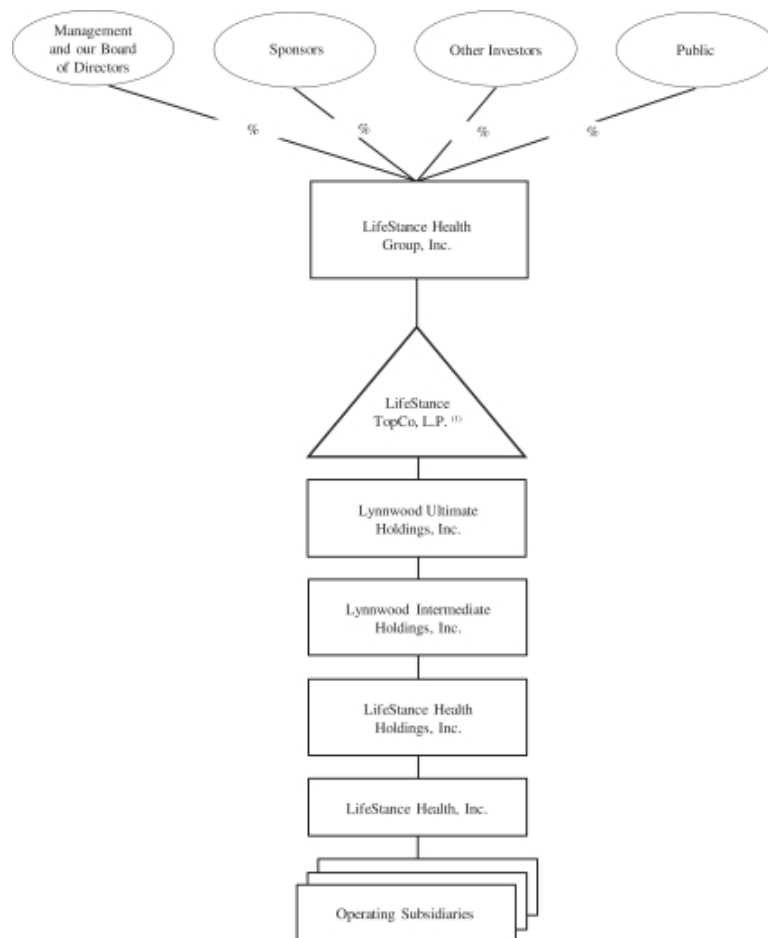 Management
and our Board
of Directors
Sponsors
Other Investors
Public
%
%
%
%
LifeStance Health
Group, Inc.
LifeStance
TopCo, L.P. (1)
Lynnwood Ultimate
Holdings, Inc.
Lynnwood Intermediate
Holdings, Inc.
LifeStance Health
Holdings, Inc.
LifeStance Health, Inc.
Operating Subsidiaries